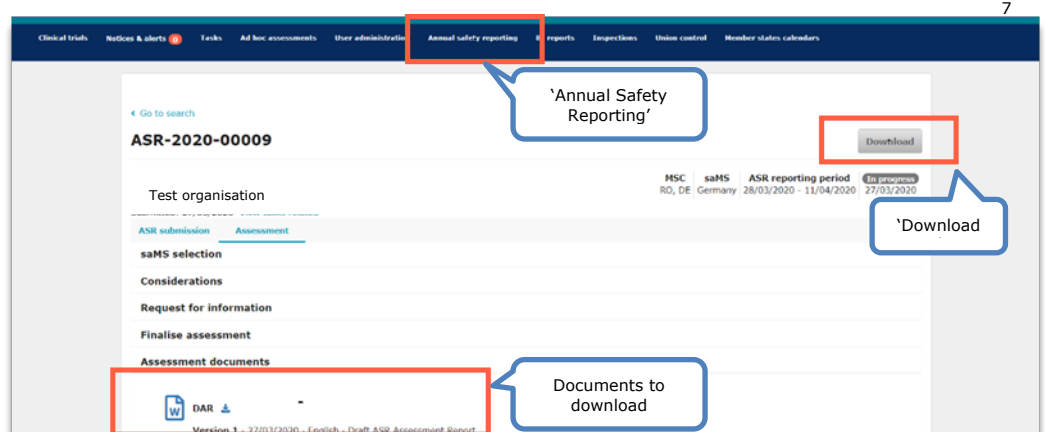 7
Clinical trials Notices & alerts 0 Tasks Ad hoc assessments User administration Annual safety reporting reports Inspections Union control Member states calendars
‘Annual Safety
Reporting’
Go to search
ASR-2020-00009
Download
MSC saMS ASR reporting period In progress
RO, DE Germany 28/03/2020 - 11/04/2020 27/03/2020
Test organisation
‘Download
ASR submission Assessment
saMS selection
Considerations
Request for information
Finalise assessment
Assessment documents
Documents to
download
W DAR -
Version 1 - 27/03/2020 - English - Draft ASR Assessment Report